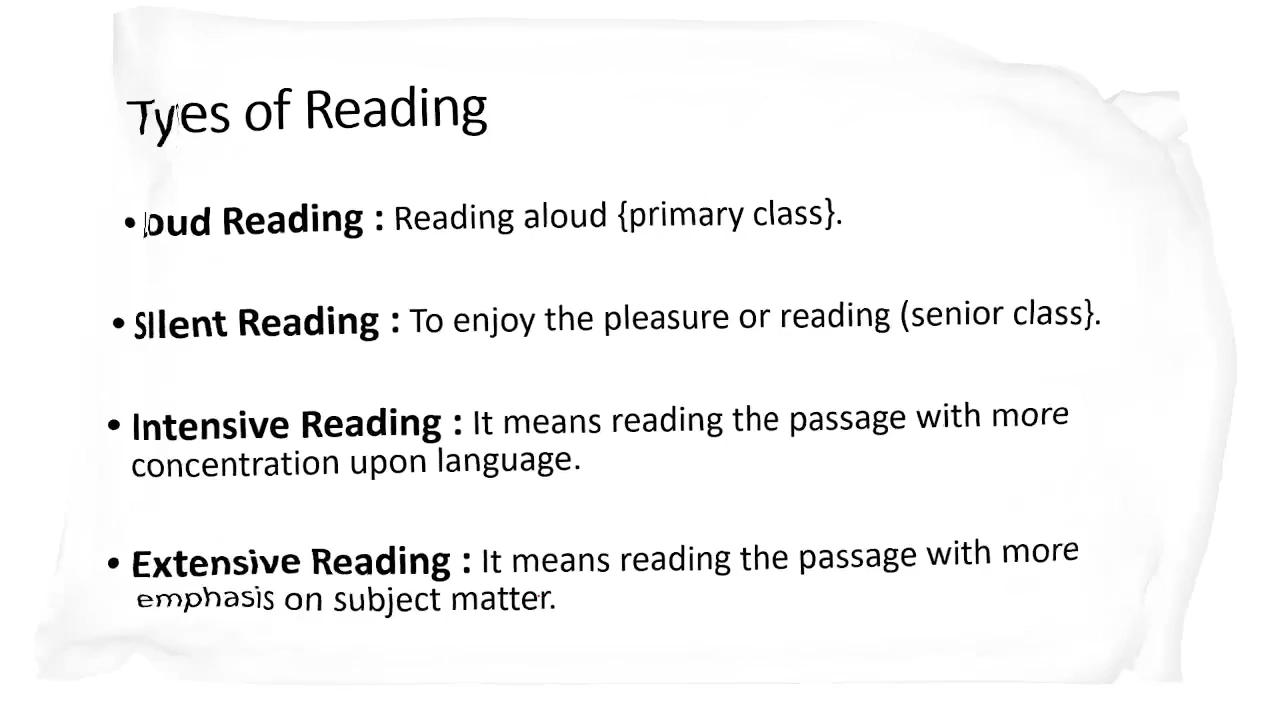 Tyes of Reading
• oud Reading : Reading aloud {primary class}.
• SIlent Reading : To enjoy the pleasure or reading (senior class}.
• Intensive Reading : It means reading the passage with more
concentration upon language.
• Extensive Reading : It means reading the passage with more
emphasis on subject matter.